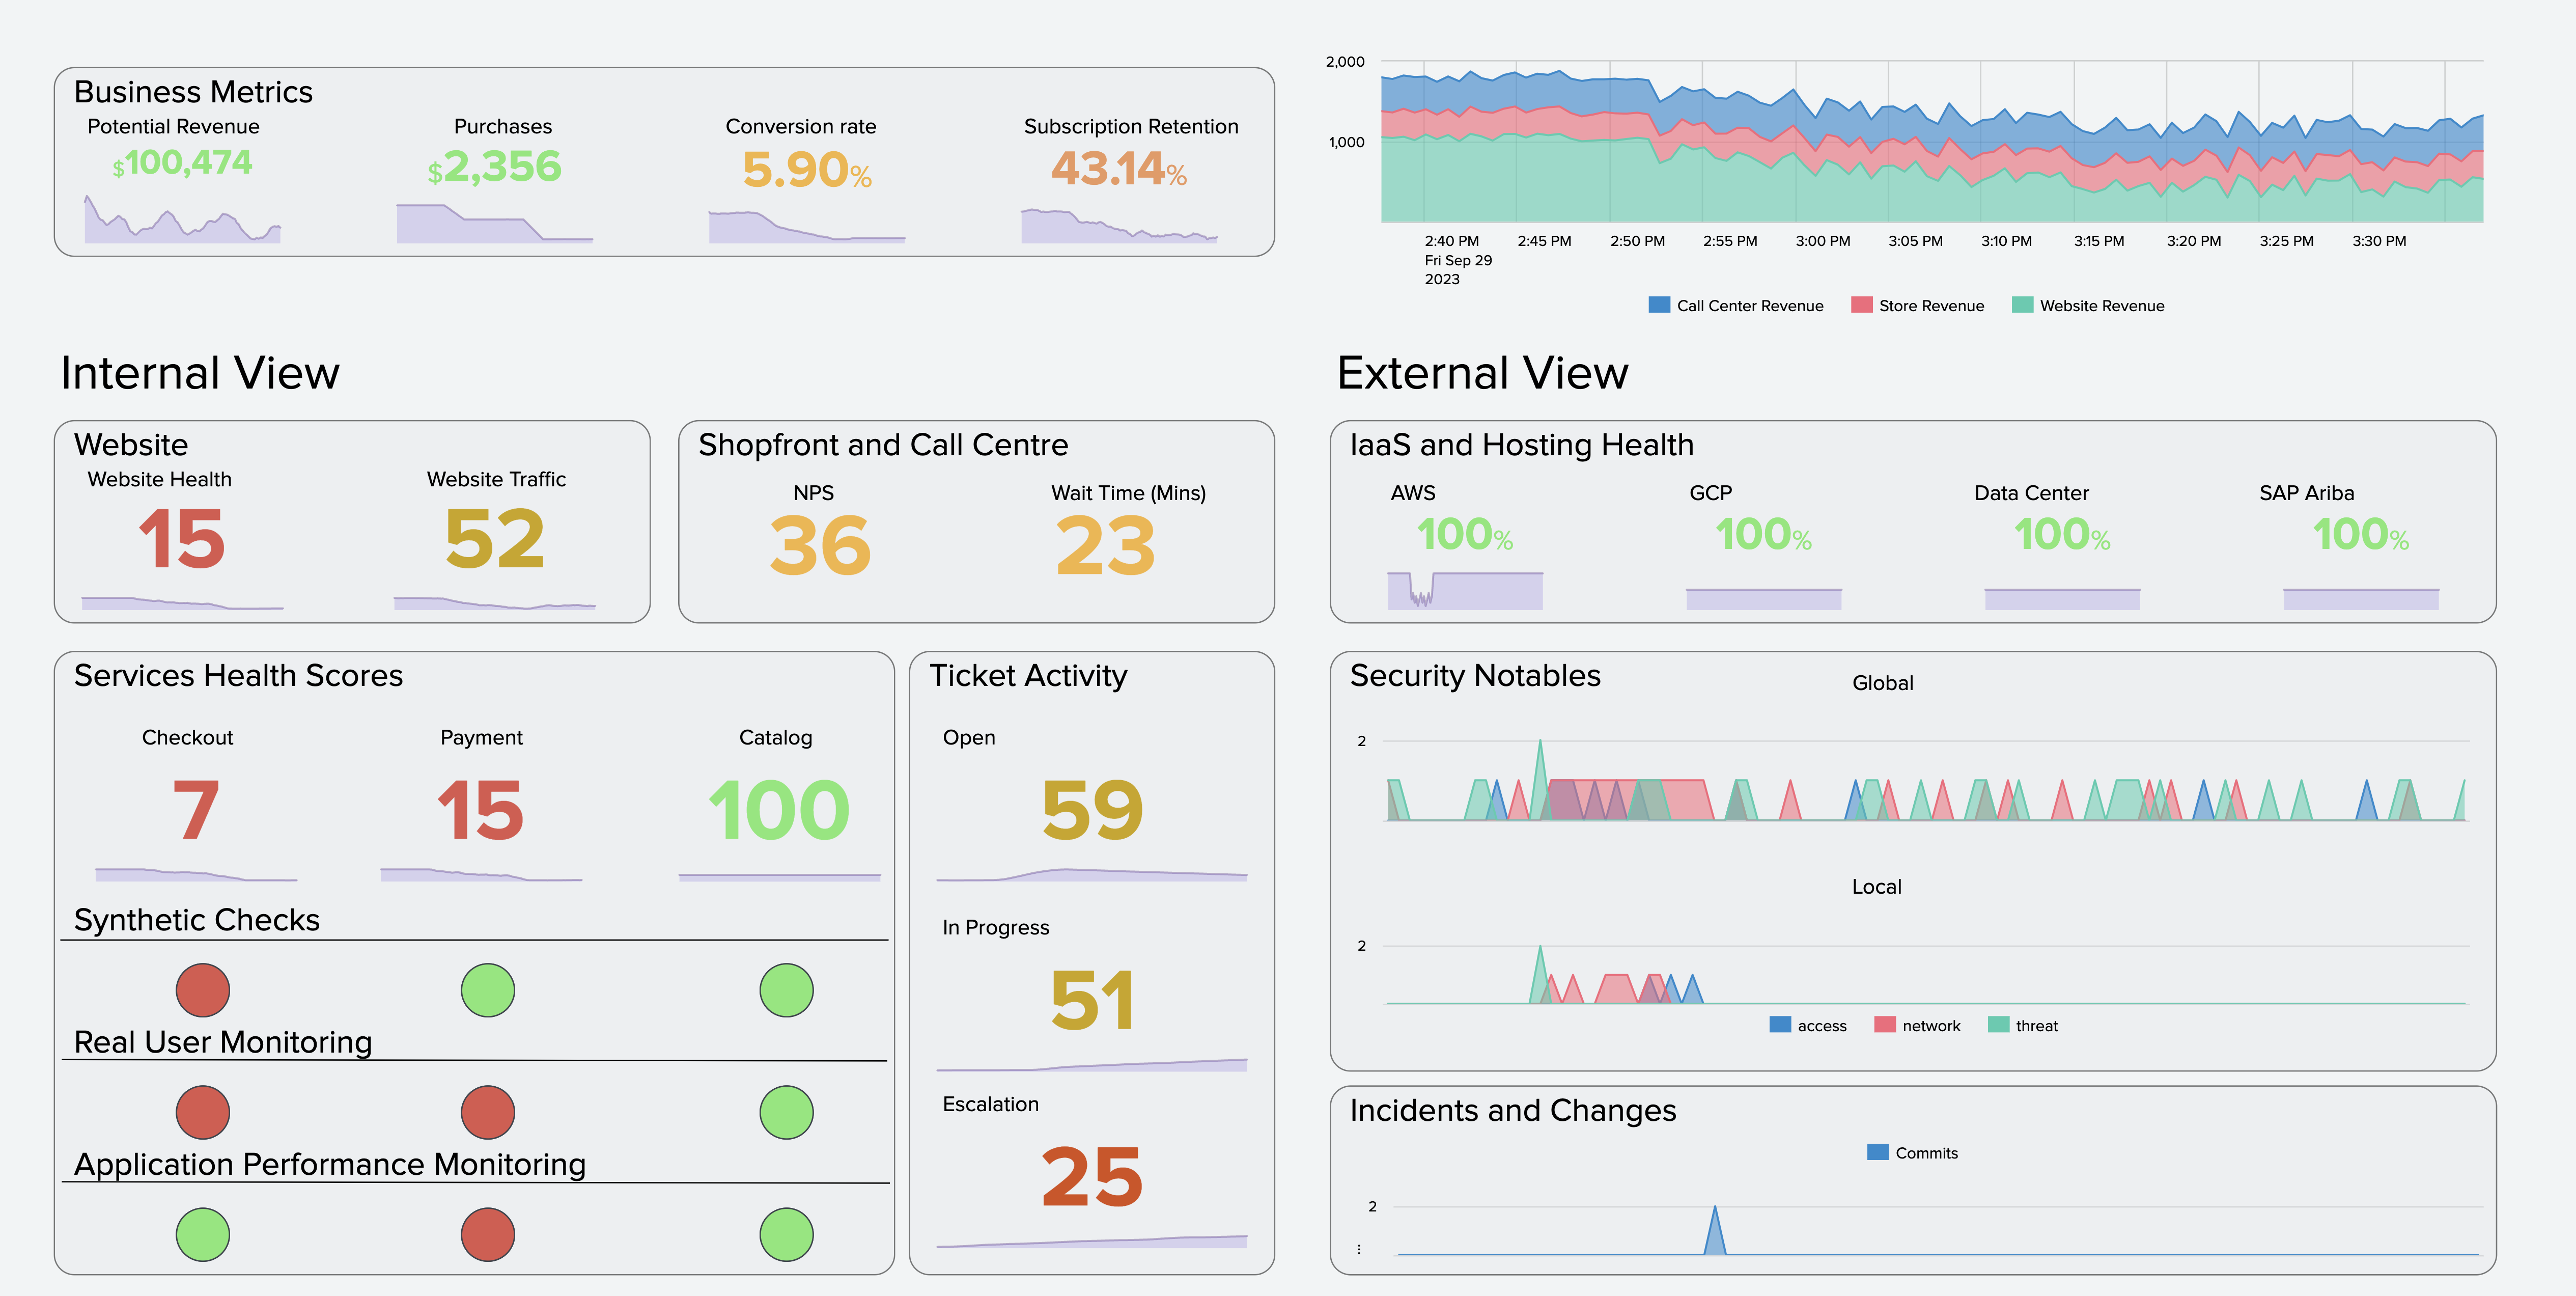 Business Metrics
Potential Revenue
$100,474
Purchases
$2,356
Conversion rate
5.90%
Subscription Retention
43.14%
2,000
1,000
2:40 PM 2:45 PM 2:50 PM 2:55 PM 3:00 PM 3:05 PM 3:10 PM 3:15 PM 3:20 PM 3:25 PM 3:30 PM
Fri Sep 29
2023
Call Center Revenue Store Revenue Website Revenue
Internal View
Website
Website Health
15
Website Traffic
52
Shopfront and Call Centre
NPS
36
Wait Time (Mins)
23
Services Health Scores
Checkout
7
Payment
15
Catalog
100
Synthetic Checks
Real User Monitoring
Application Performance Monitoring
Ticket Activity
Open
59
In Progress
51
Escalation
25
External View
IaaS and Hosting Health
AWS
100%
GCP
100%
Data Center
100%
SAP Ariba
100%
Security Notables
Global
2
Local
2
access network threat
Incidents and Changes
Commits
2
⋮